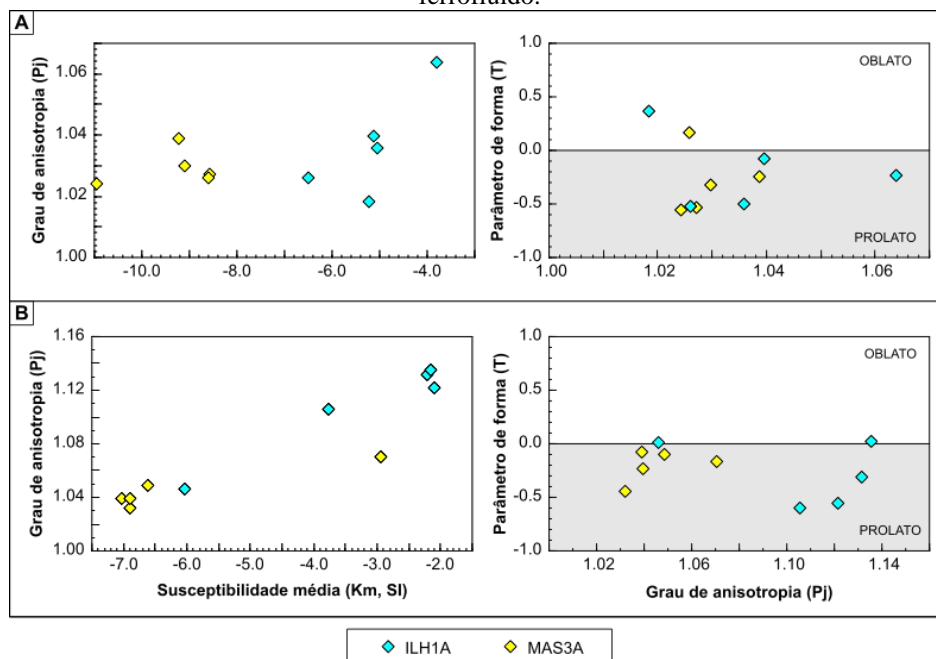 ferrofluido.
A
Grau de anisotropia (Pj)
1.06
1.04
1.02
1.00
-10.0 -8.0 -6.0 -4.0
Parâmetro de forma (T)
1.0
0.5
0.0
-0.5
-1.0
OBLATO
PROLATO
1.00 1.02 1.04 1.06
B
Grau de anisotropia (Pj)
1.16
1.12
1.08
1.04
1.00
-7.0 -6.0 -5.0 -4.0 -3.0 -2.0
Susceptibilidade média (Km, SI)
Parâmetro de forma (T)
1.0
0.5
0.0
-0.5
-1.0
OBLATO
PROLATO
1.02 1.06 1.10 1.14
Grau de anisotropia (Pj)
ILH1A MAS3A